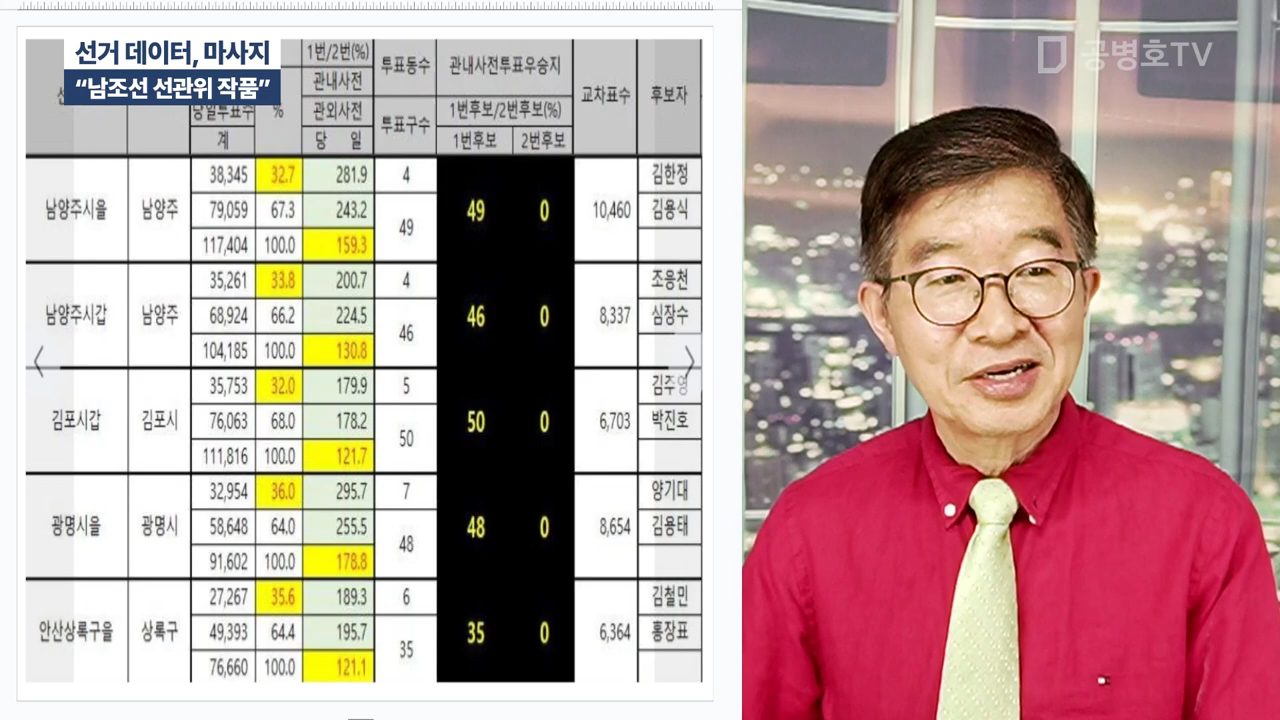 선거 데이터, 마사지
“남조선 선관위 작품”
공병호TV
당일투표수 % 1번/2번(%) 투표동수 관내사전투표우승지 교차표수 후보자
계 관내사전 관외사전 당 일 투표구수 1번후보/2번후보(%)
1번후보 2번후보
남양주시을 남양주 38,345 32.7 281.9 4 49 0 10,460 김한정
79,059 67.3 243.2 49 김용식
117,404 100.0 159.3
남양주시갑 남양주 35,261 33.8 200.7 4 46 0 8,337 조응천
68,924 66.2 224.5 46 심장수
104,185 100.0 130.8
김포시갑 김포시 35,753 32.0 179.9 5 50 0 6,703 김주영
76,063 68.0 178.2 50 박진호
111,816 100.0 121.7
광명시을 광명시 32,954 36.0 295.7 7 48 0 8,654 양기대
58,648 64.0 255.5 48 김용태
91,602 100.0 178.8
안산상록구을 상록구 27,267 35.6 189.3 6 35 0 6,364 김철민
49,393 64.4 195.7 35 홍장표
76,660 100.0 121.1